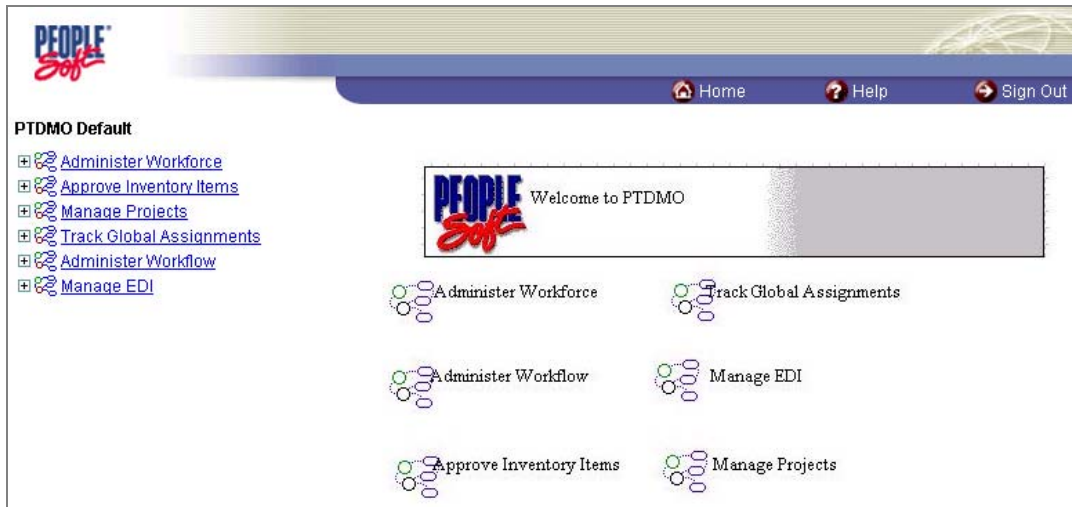 PEOPLE
Soft
Home Help Sign Out
PTDMO Default
Administer Workforce
Approve Inventory Items
Manage Projects
Track Global Assignments
Administer Workflow
Manage EDI
PEOPLE
Soft
Welcome to PTDMO
Administer Workforce
Track Global Assignments
Administer Workflow
Manage EDI
Approve Inventory Items
Manage Projects